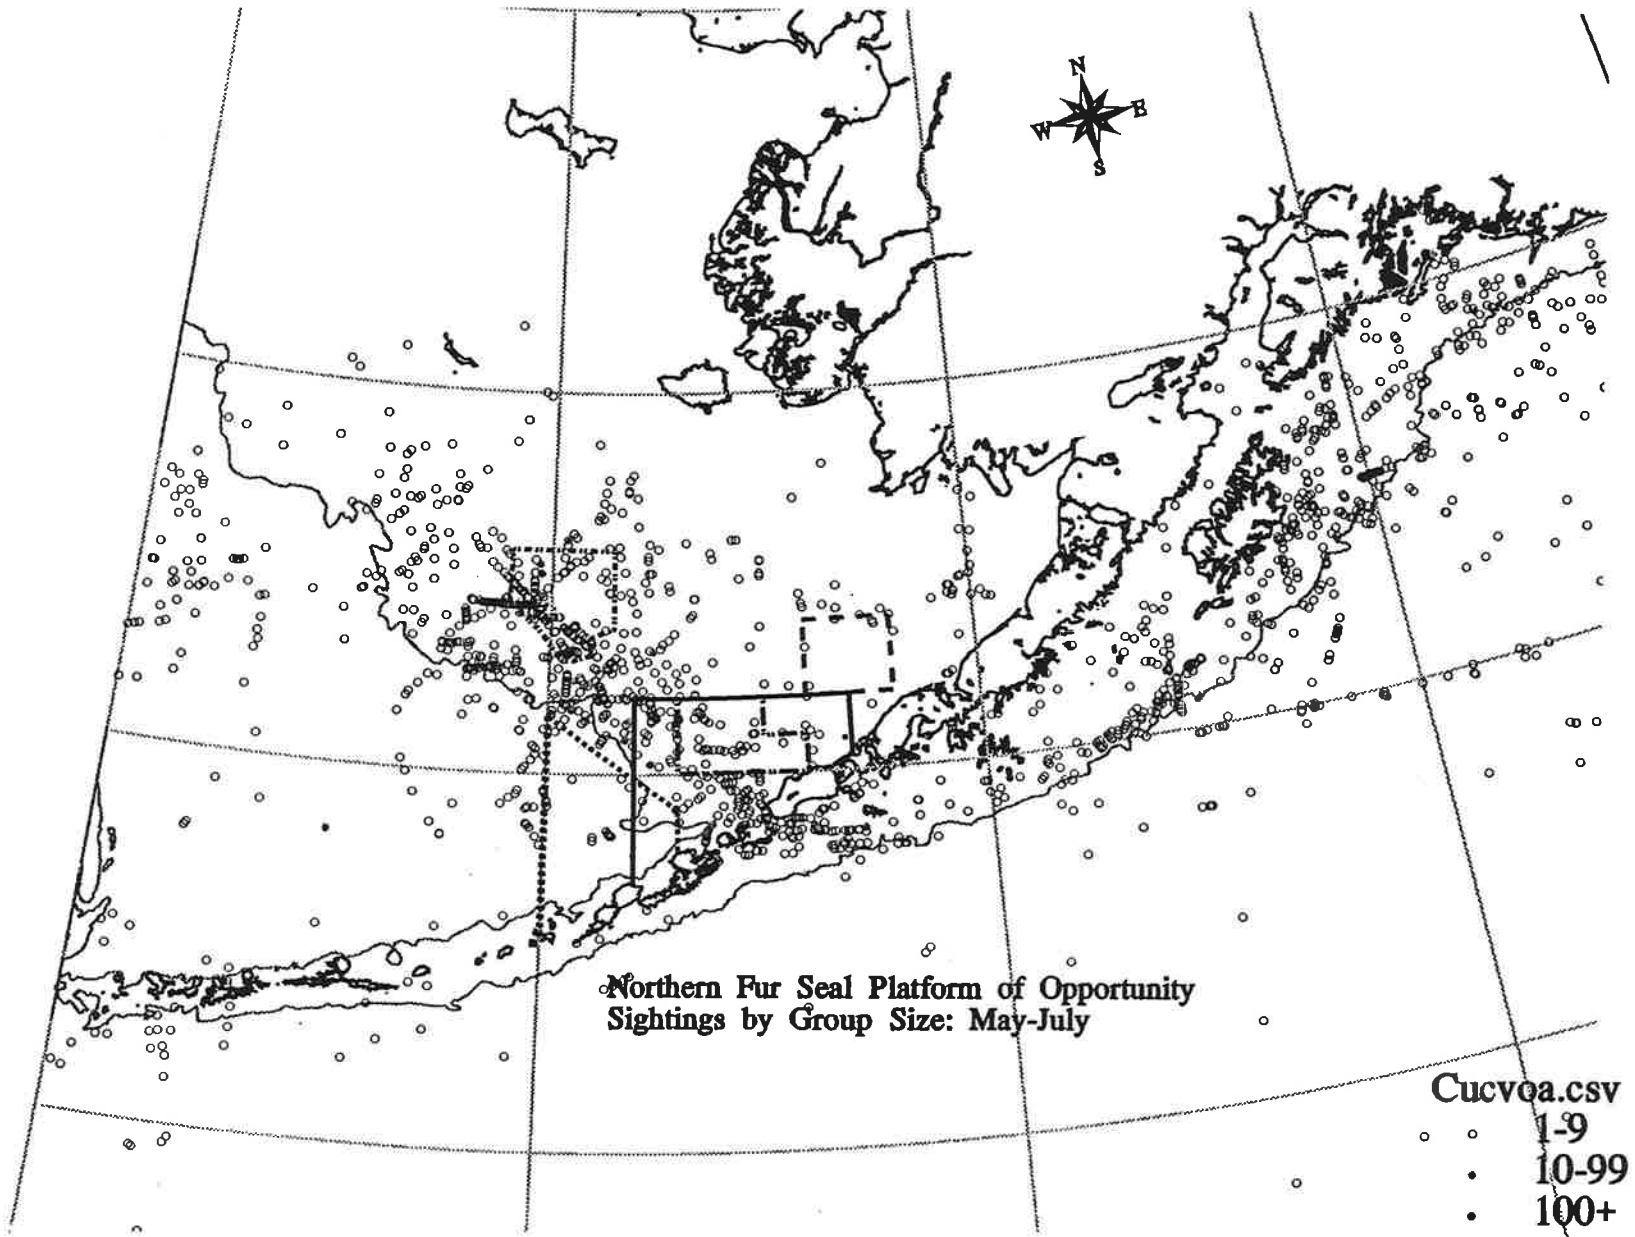 N
W E
S
Northern Fur Seal Platform of Opportunity
Sightings by Group Size: May-July
Cucvoa.csv
1-9
10-99
100+